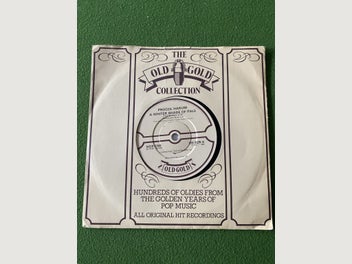 THE
OLD GOLD
COLLECTION
PROCOL HARUM
A WHITER SHADE OF PALE
OLD GOLD
HUNDREDS OF OLDIES FROM
THE GOLDEN YEARS OF
POP MUSIC
ALL ORIGINAL HIT RECORDINGS